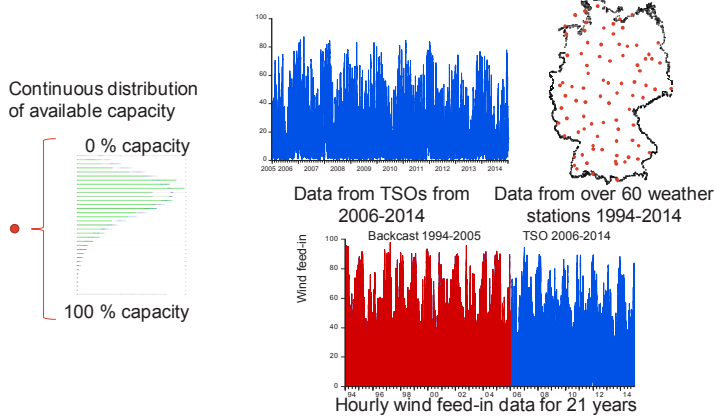 Continuous distribution
of available capacity
0 % capacity
100 % capacity
100
80
60
40
20
0
2005 2006 2007 2008 2009 2010 2011 2012 2013 2014
Data from TSOs from
2006-2014
Data from over 60 weather
stations 1994-2014
Backcast 1994-2005 TSO 2006-2014
Wind feed-in
100
80
60
40
20
0
94 96 98 00 02 04 06 08 10 12 14
Hourly wind feed-in data for 21 years